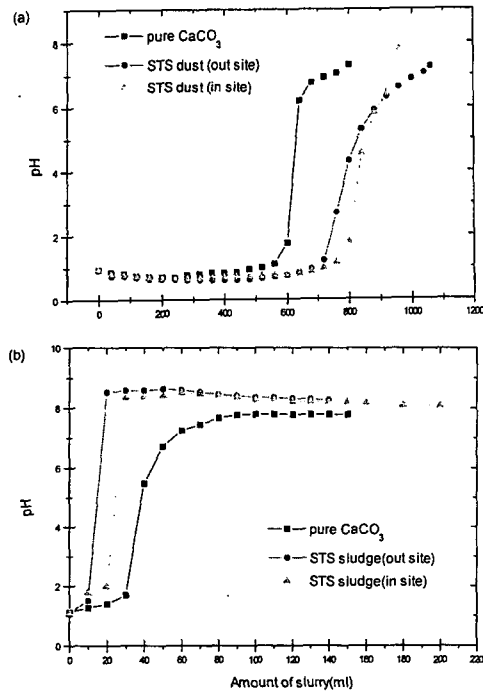 (a)
pure CaCO3
STS dust (out site)
STS dust (in site)
pH
8
6
4
2
0
0 200 400 600 800 1000 1200
(b)
10
8
6
4
2
0
pH
pure CaCO3
STS sludge(out site)
STS sludge(in site)
0 20 40 60 80 100 120 140 160 180 200 220
Amount of slurry(ml)